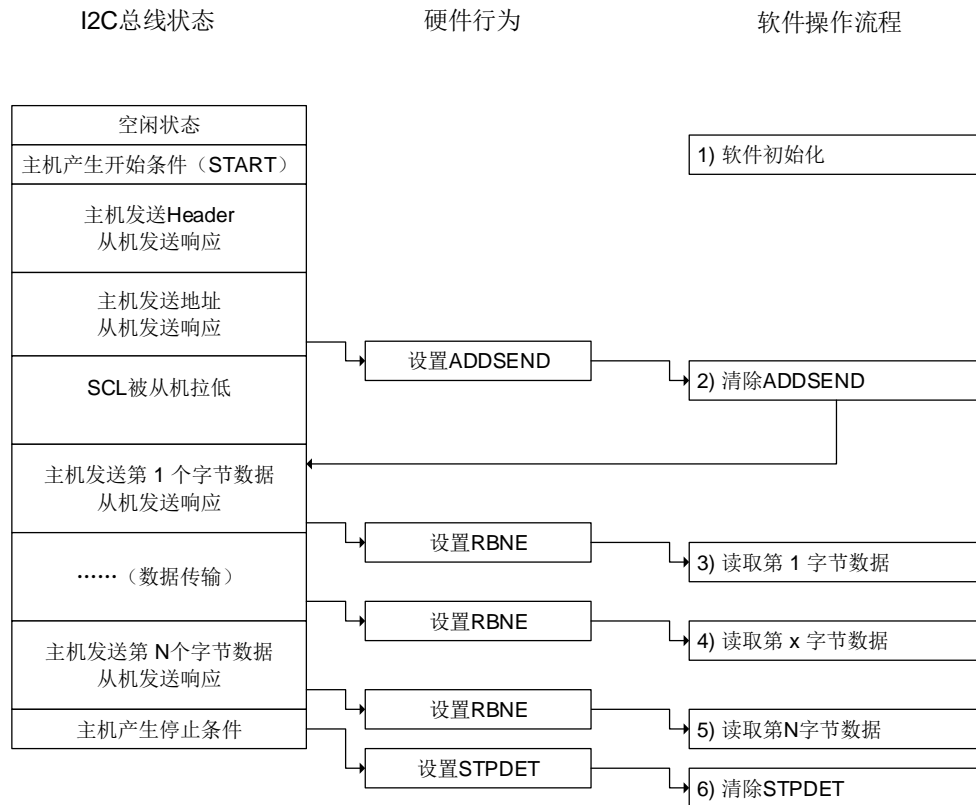 I2C总线状态
硬件行为
软件操作流程
空闲状态
主机产生开始条件（START）
1) 软件初始化
主机发送Header
从机发送响应
主机发送地址
从机发送响应
设置ADDSEND
2) 清除ADDSEND
SCL被从机拉低
主机发送第 1 个字节数据
从机发送响应
设置RBNE
3) 读取第 1 字节数据
……（数据传输）
设置RBNE
4) 读取第 x 字节数据
主机发送第 N个字节数据
从机发送响应
设置RBNE
5) 读取第N字节数据
主机产生停止条件
设置STPDET
6) 清除STPDET